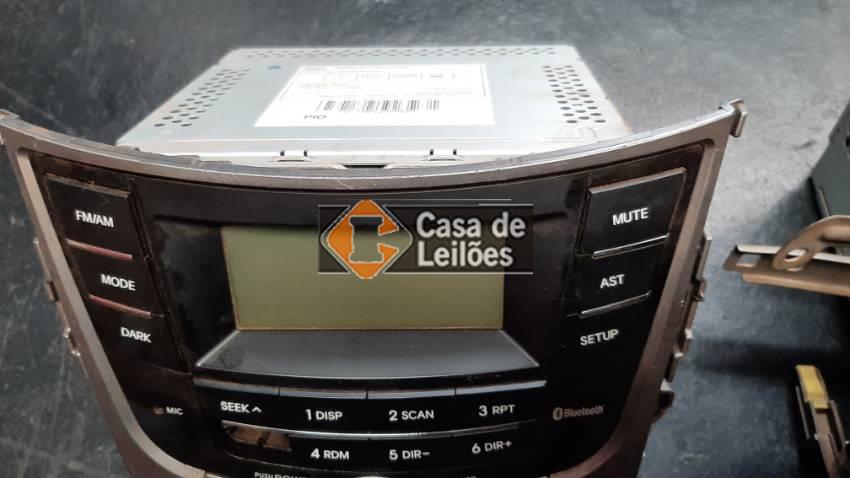 PIO
FM/AM
MODE
DARK
MUTE
AST
SETUP
Casa de
Leilões
MIC
SEEK ^
1 DISP
2 SCAN
3 RPT
Bluetooth
4 RDM
5 DIR-
6 DIR+